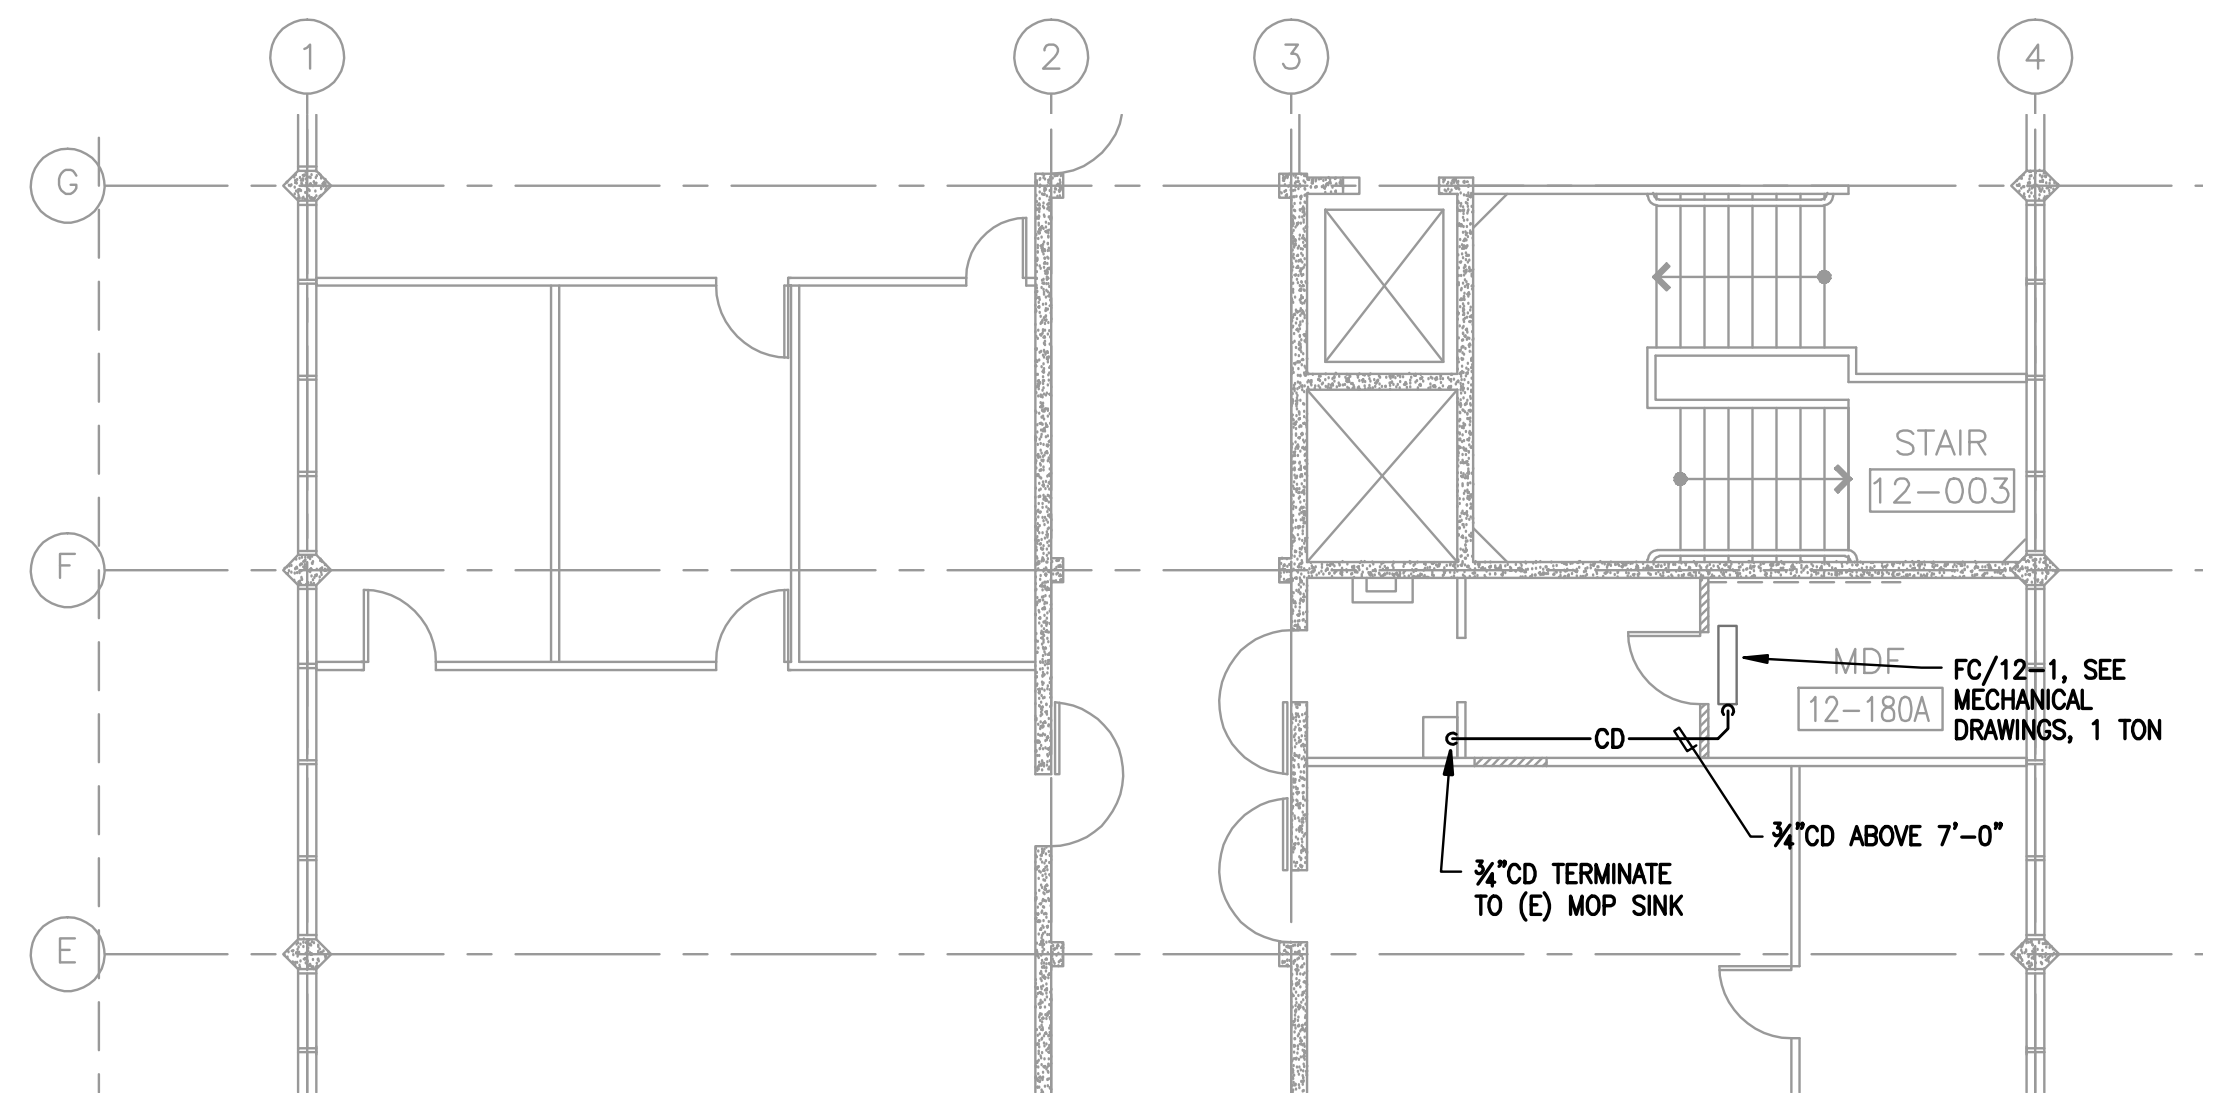 1
2
3
4
G
F
E
STAIR
12-003
MDF
12-180A
FC/12-1, SEE
MECHANICAL
DRAWINGS, 1 TON
CD
¾"CD ABOVE 7'-0"
¾"CD TERMINATE
TO (E) MOP SINK